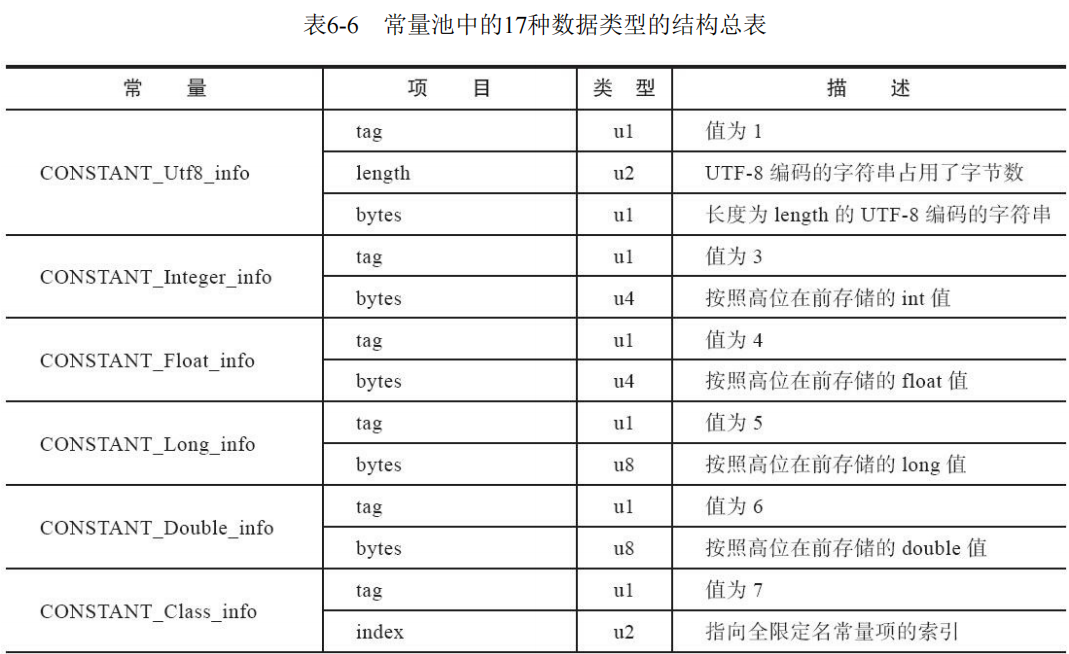 表6-6 常量池中的17种数据类型的结构总表
常 量 项 目 类 型 描 述
CONSTANT_Utf8_info tag u1 值为 1
length u2 UTF-8 编码的字符串占用了字节数
bytes u1 长度为 length 的 UTF-8 编码的字符串
CONSTANT_Integer_info tag u1 值为 3
bytes u4 按照高位在前存储的 int 值
CONSTANT_Float_info tag u1 值为 4
bytes u4 按照高位在前存储的 float 值
CONSTANT_Long_info tag u1 值为 5
bytes u8 按照高位在前存储的 long 值
CONSTANT_Double_info tag u1 值为 6
bytes u8 按照高位在前存储的 double 值
CONSTANT_Class_info tag u1 值为 7
index u2 指向全限定名常量项的索引